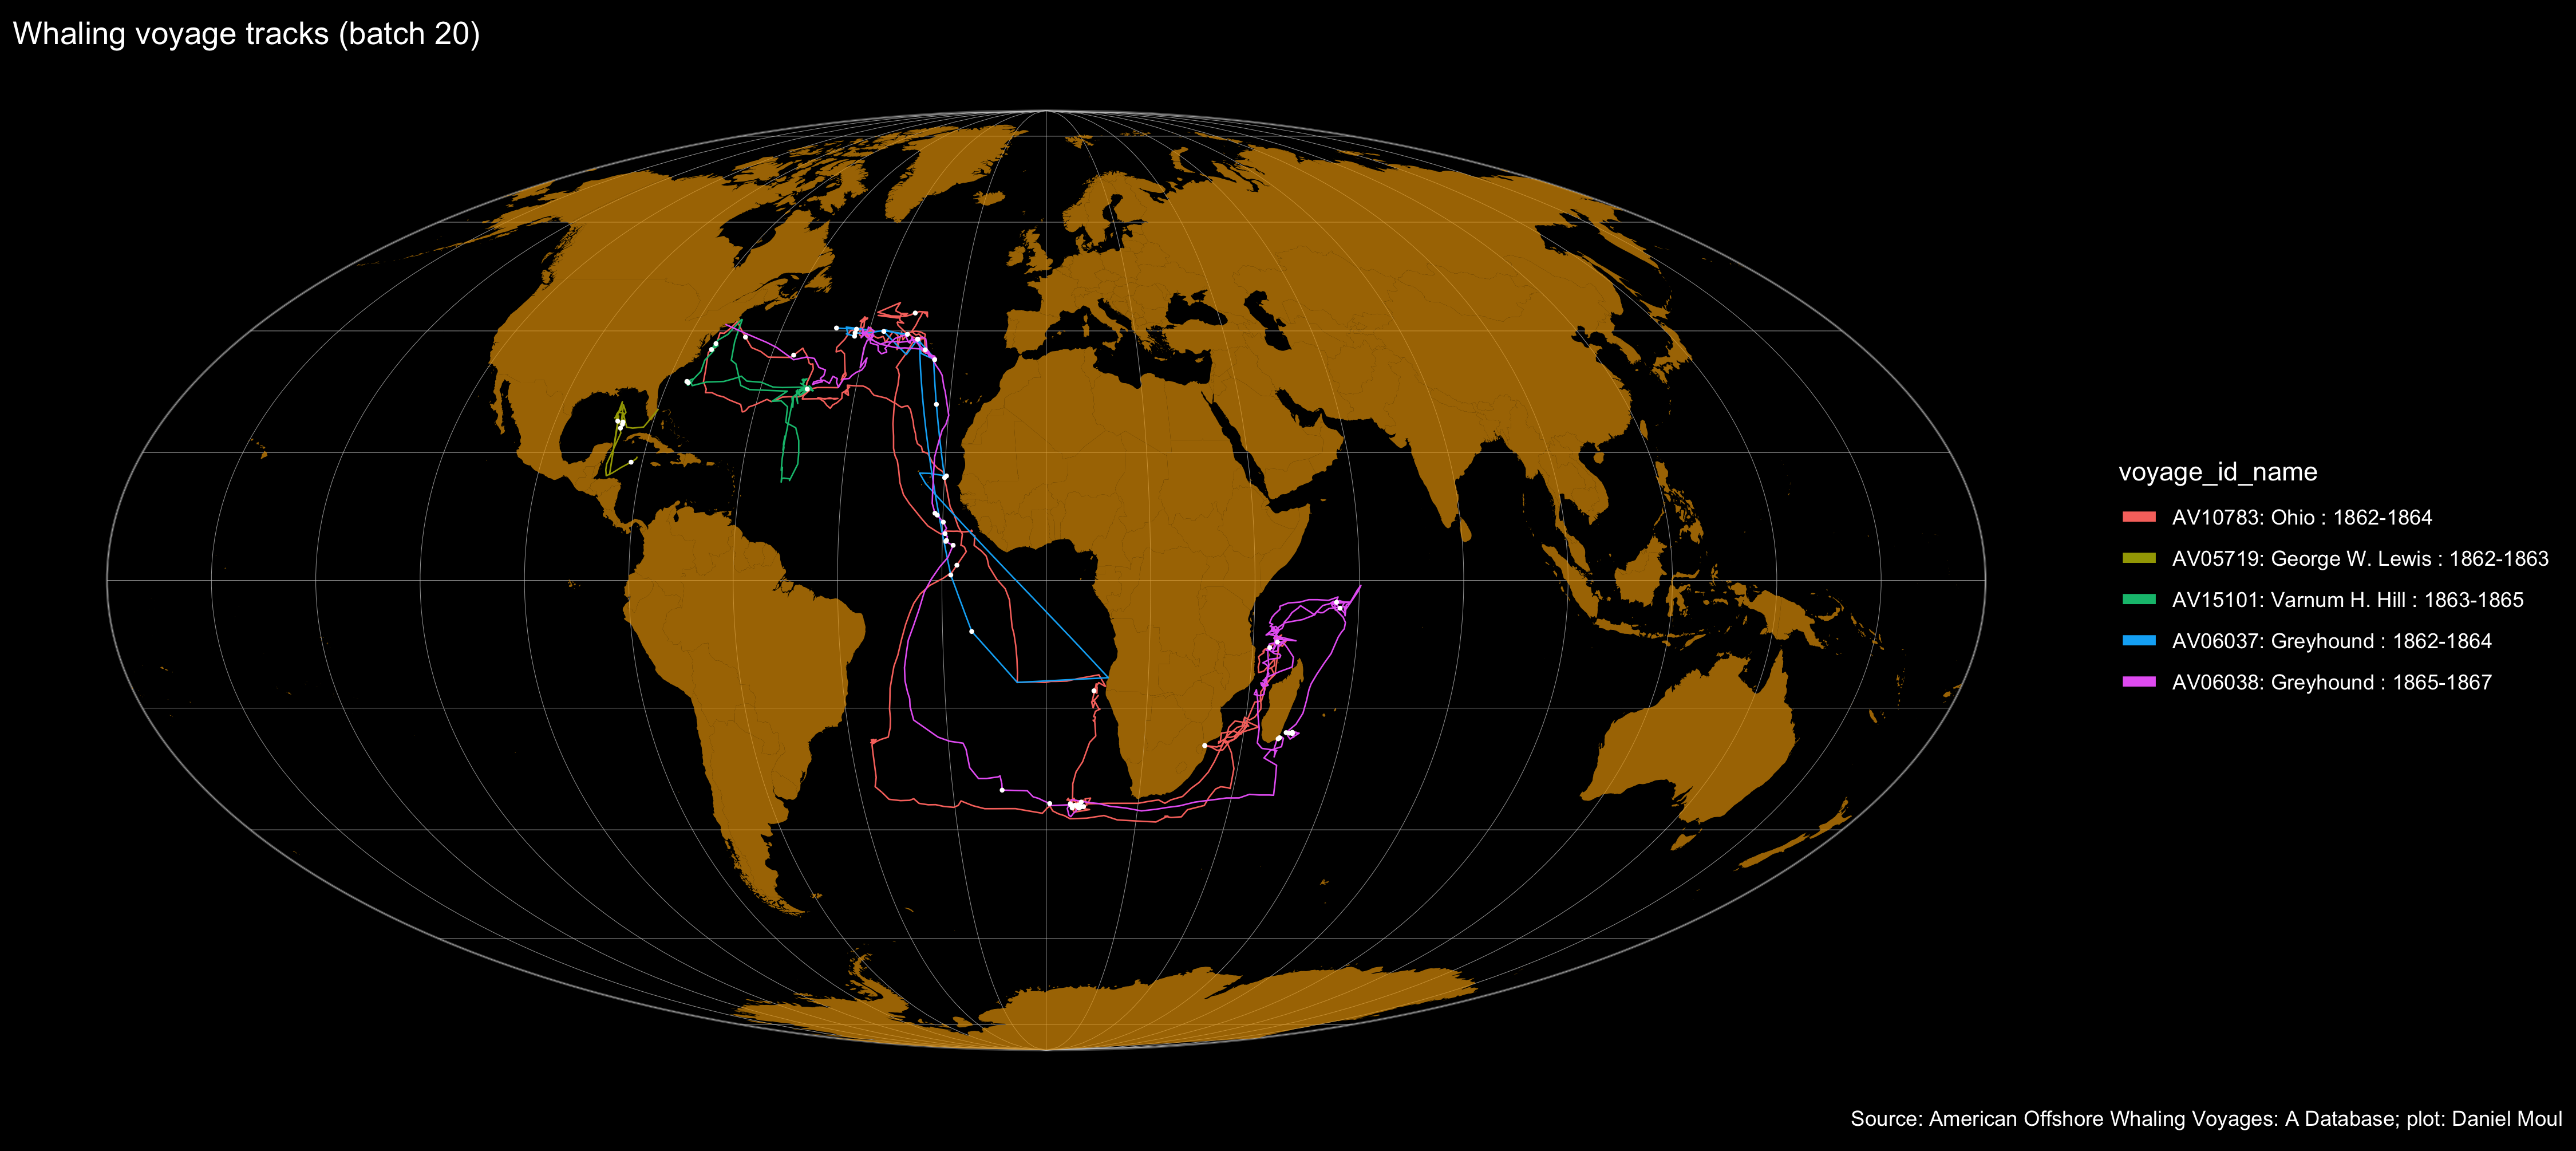 Whaling voyage tracks (batch 20)
voyage_id_name
AV10783: Ohio : 1862-1864
AV05719: George W. Lewis : 1862-1863
AV15101: Varnum H. Hill : 1863-1865
AV06037: Greyhound : 1862-1864
AV06038: Greyhound : 1865-1867
Source: American Offshore Whaling Voyages: A Database; plot: Daniel Moul